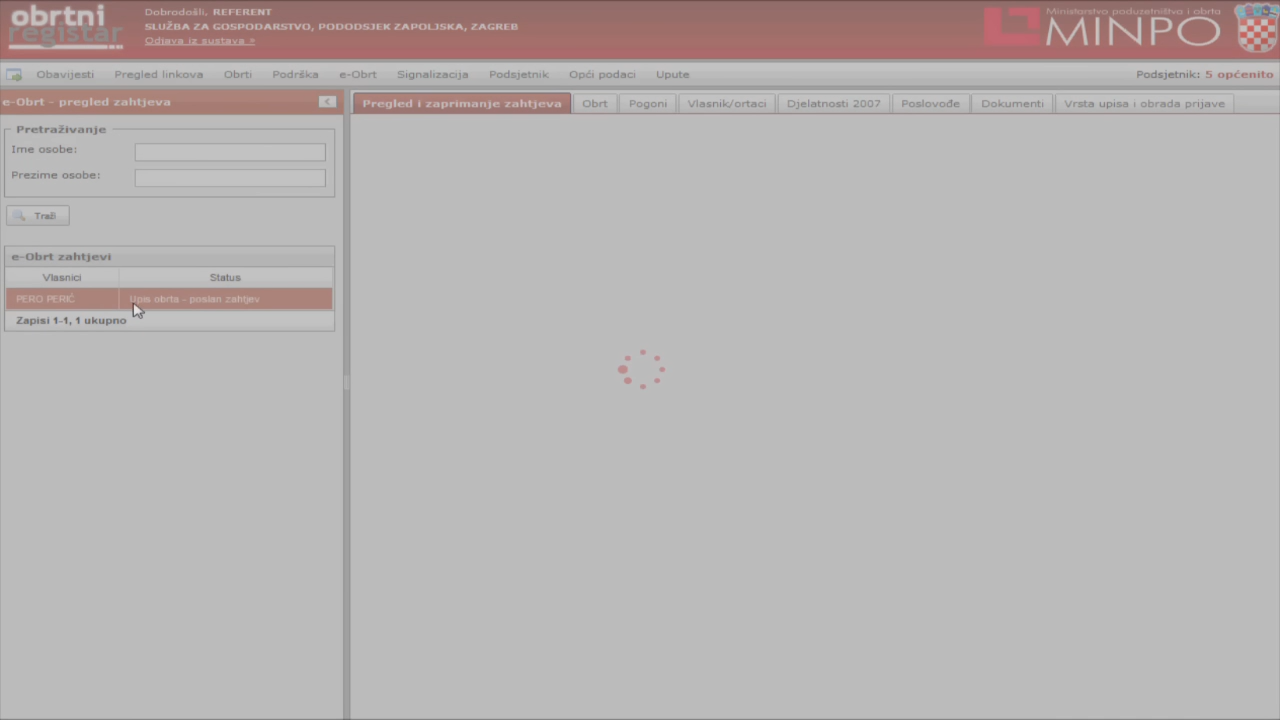 obrtni
registar
Dobrodošli, REFERENT
SLUŽBA ZA GOSPODARSTVO, PODODSJEK ZAPOLJSKA, ZAGREB
Odjava iz sustava »
Ministarstvo poduzetništva i obrta
MINPO
Obavijesti Pregled linkova Obrti Podrška e-Obrt Signalizacija Podsjetnik Opći podaci Upute
Podsjetnik: 5 općenito
e-Obrt - pregled zahtjeva
Pregled i zaprimanje zahtjeva Obrt Pogoni Vlasnik/ortaci Djelatnosti 2007 Poslovođe Dokumenti Vrsta upisa i obrada prijave
Pretraživanje
Ime osobe:
Prezime osobe:
Traži
e-Obrt zahtjevi
Vlasnici Status
PERO PERIĆ Upis obrta - poslan zahtjev
Zapisi 1-1, 1 ukupno